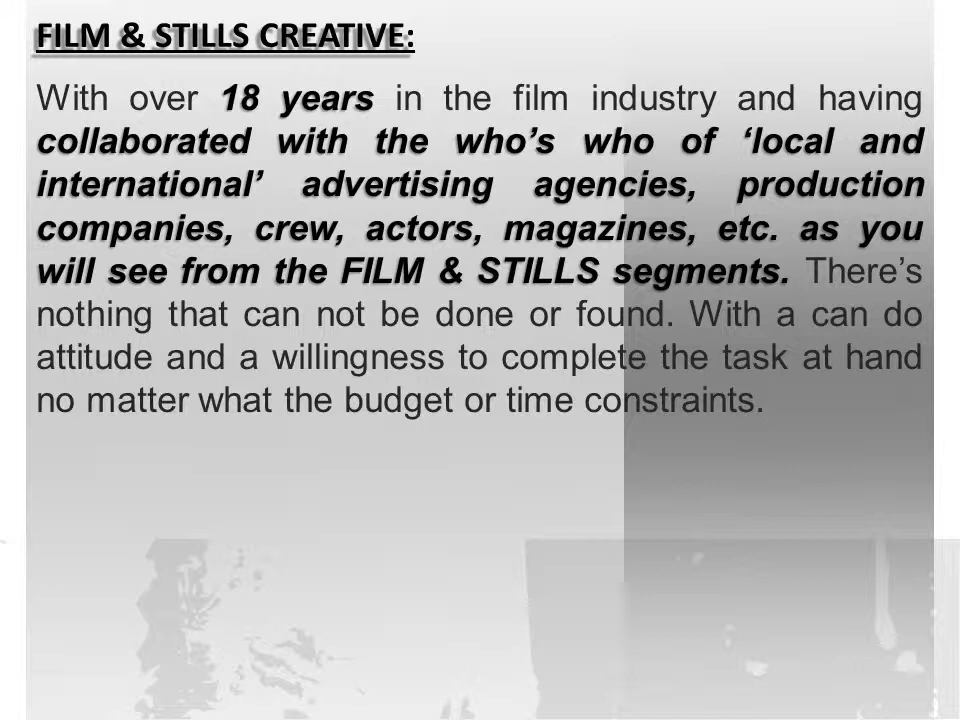 FILM & STILLS CREATIVE:
With over 18 years in the film industry and having
collaborated with the who’s who of ‘local and
international’ advertising agencies, production
companies, crew, actors, magazines, etc. as you
will see from the FILM & STILLS segments. There’s
nothing that can not be done or found. With a can do
attitude and a willingness to complete the task at hand
no matter what the budget or time constraints.